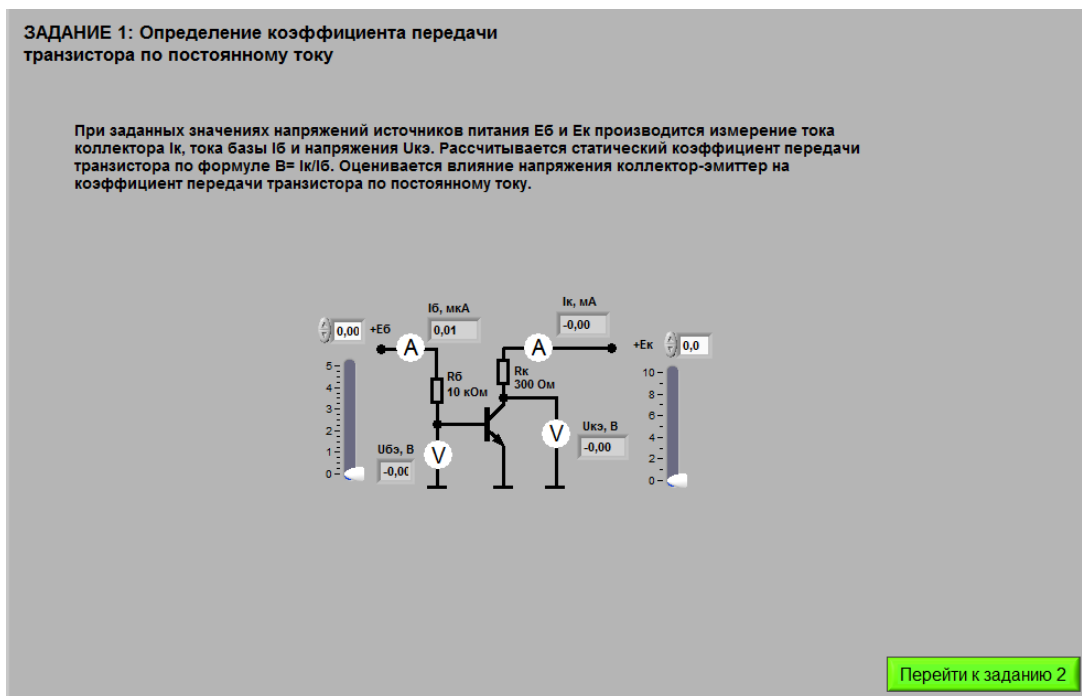 ЗАДАНИЕ 1: Определение коэффициента передачи
транзистора по постоянному току
При заданных значениях напряжений источников питания Еб и Ек производится измерение тока
коллектора Iк, тока базы Iб и напряжения Uкэ. Рассчитывается статический коэффициент передачи
транзистора по формуле В= Iк/Iб. Оценивается влияние напряжения коллектор-эмиттер на
коэффициент передачи транзистора по постоянному току.
Iб, мкА
0,01
Iк, мА
-0,00
0,00
+Еб
A
A
+Ек
0,0
5
4
3
2
1
0
Rб
10 кОм
Rк
300 Ом
10
8
6
4
2
0
Uбэ, В
-0,00
V
V
Uкэ, В
-0,00
Перейти к заданию 2